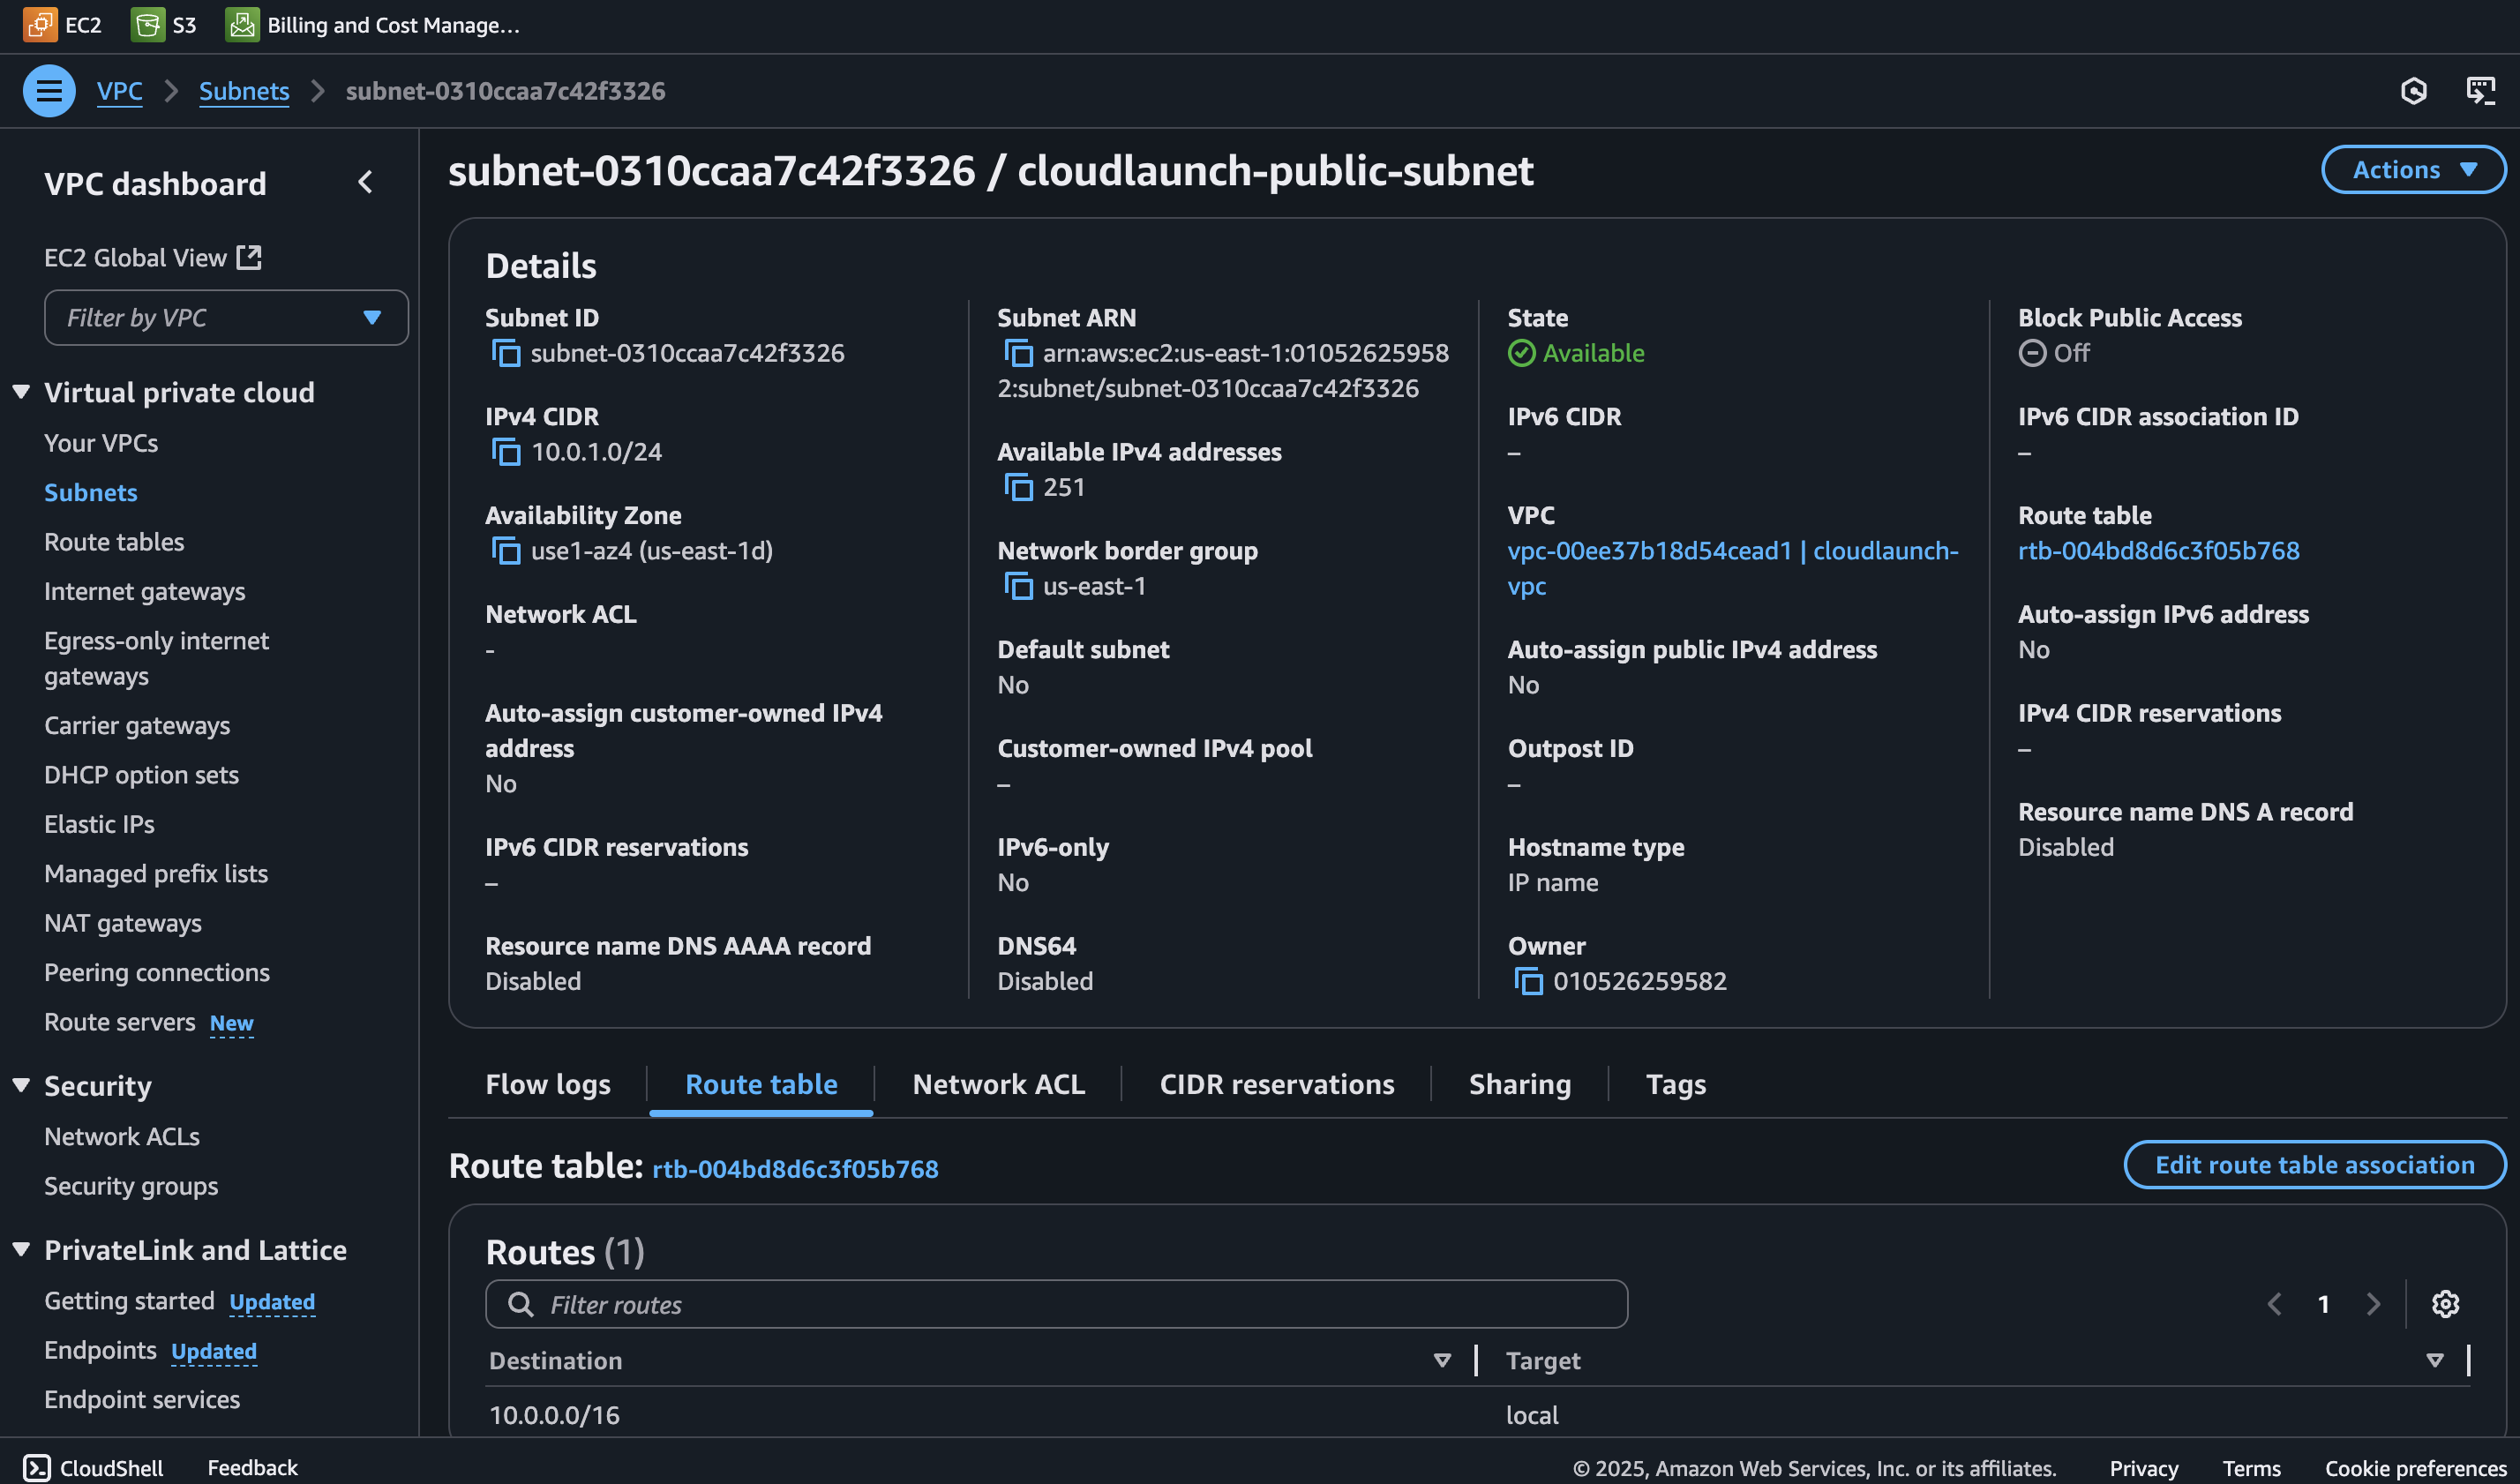 EC2 S3 Billing and Cost Manage...
VPC Subnets subnet-0310ccaa7c42f3326
VPC dashboard
EC2 Global View
Filter by VPC
Virtual private cloud
Your VPCs
Subnets
Route tables
Internet gateways
Egress-only internet
gateways
Carrier gateways
DHCP option sets
Elastic IPs
Managed prefix lists
NAT gateways
Peering connections
Route servers New
Security
Network ACLs
Security groups
PrivateLink and Lattice
Getting started Updated
Endpoints Updated
Endpoint services
subnet-0310ccaa7c42f3326 / cloudlaunch-public-subnet
Actions
Details
Subnet ID
subnet-0310ccaa7c42f3326
IPv4 CIDR
10.0.1.0/24
Availability Zone
use1-az4 (us-east-1d)
Network ACL
-
Auto-assign customer-owned IPv4
address
No
IPv6 CIDR reservations
–
Resource name DNS AAAA record
Disabled
Subnet ARN
arn:aws:ec2:us-east-1:01052625958
2:subnet/subnet-0310ccaa7c42f3326
Available IPv4 addresses
251
Network border group
us-east-1
Default subnet
No
Customer-owned IPv4 pool
–
IPv6-only
No
DNS64
Disabled
State
Available
IPv6 CIDR
–
VPC
vpc-00ee37b18d54cead1 | cloudlaunch-
vpc
Auto-assign public IPv4 address
No
Outpost ID
–
Hostname type
IP name
Owner
010526259582
Block Public Access
Off
IPv6 CIDR association ID
–
Route table
rtb-004bd8d6c3f05b768
Auto-assign IPv6 address
No
IPv4 CIDR reservations
–
Resource name DNS A record
Disabled
Flow logs Route table Network ACL CIDR reservations Sharing Tags
Route table: rtb-004bd8d6c3f05b768
Edit route table association
Routes (1)
Filter routes
1
Destination Target
10.0.0.0/16 local
CloudShell Feedback © 2025, Amazon Web Services, Inc. or its affiliates. Privacy Terms Cookie preferences